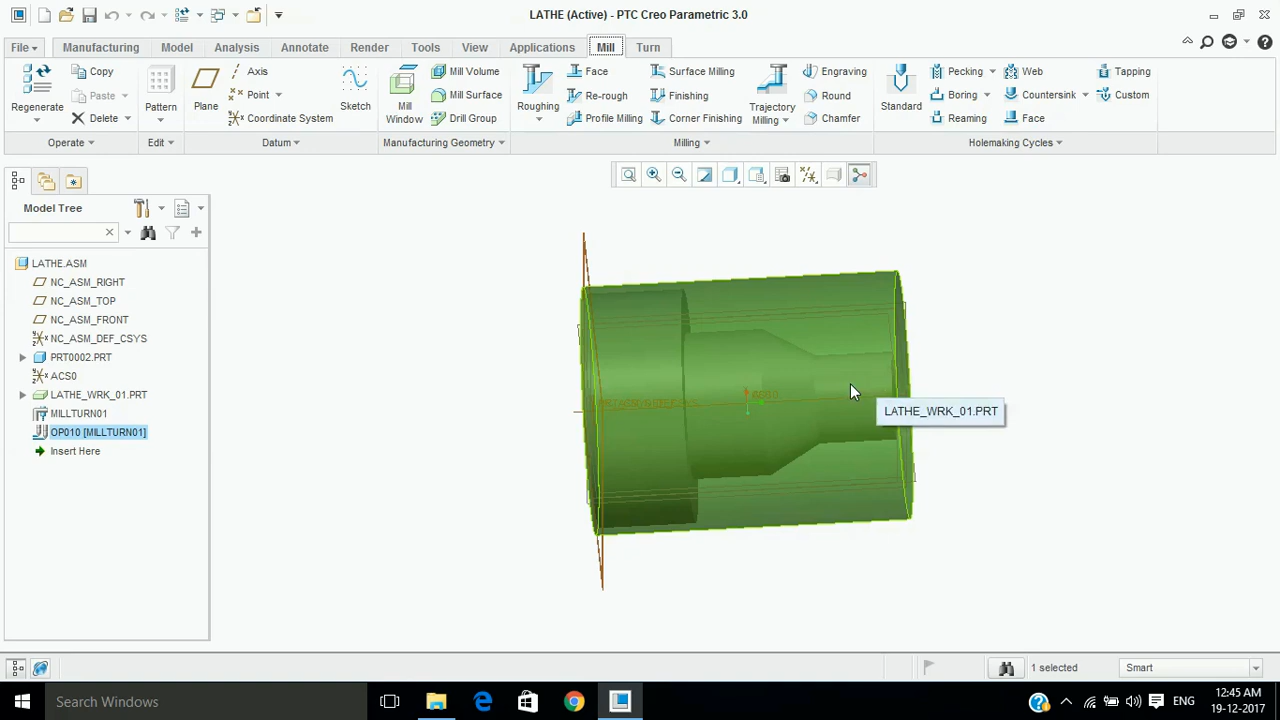 LATHE (Active) - PTC Creo Parametric 3.0
File Manufacturing Model Analysis Annotate Render Tools View Applications Mill Turn
Regenerate
Copy
Paste
Delete
Operate
Pattern
Edit
Plane
Axis
Point
Coordinate System
Sketch
Datum
Mill Window
Mill Volume
Mill Surface
Drill Group
Manufacturing Geometry
Roughing
Face
Re-rough
Profile Milling
Surface Milling
Finishing
Corner Finishing
Trajectory Milling
Engraving
Round
Chamfer
Milling
Standard
Pecking
Boring
Reaming
Web
Countersink
Face
Tapping
Custom
Holemaking Cycles
Model Tree
LATHE.ASM
NC_ASM_RIGHT
NC_ASM_TOP
NC_ASM_FRONT
NC_ASM_DEF_CSYS
PRT0002.PRT
ACS0
LATHE_WRK_01.PRT
MILLTURN01
OP010 [MILLTURN01]
Insert Here
LATHE_WRK_01.PRT
1 selected
Smart
Search Windows
ENG
12:45 AM
19-12-2017